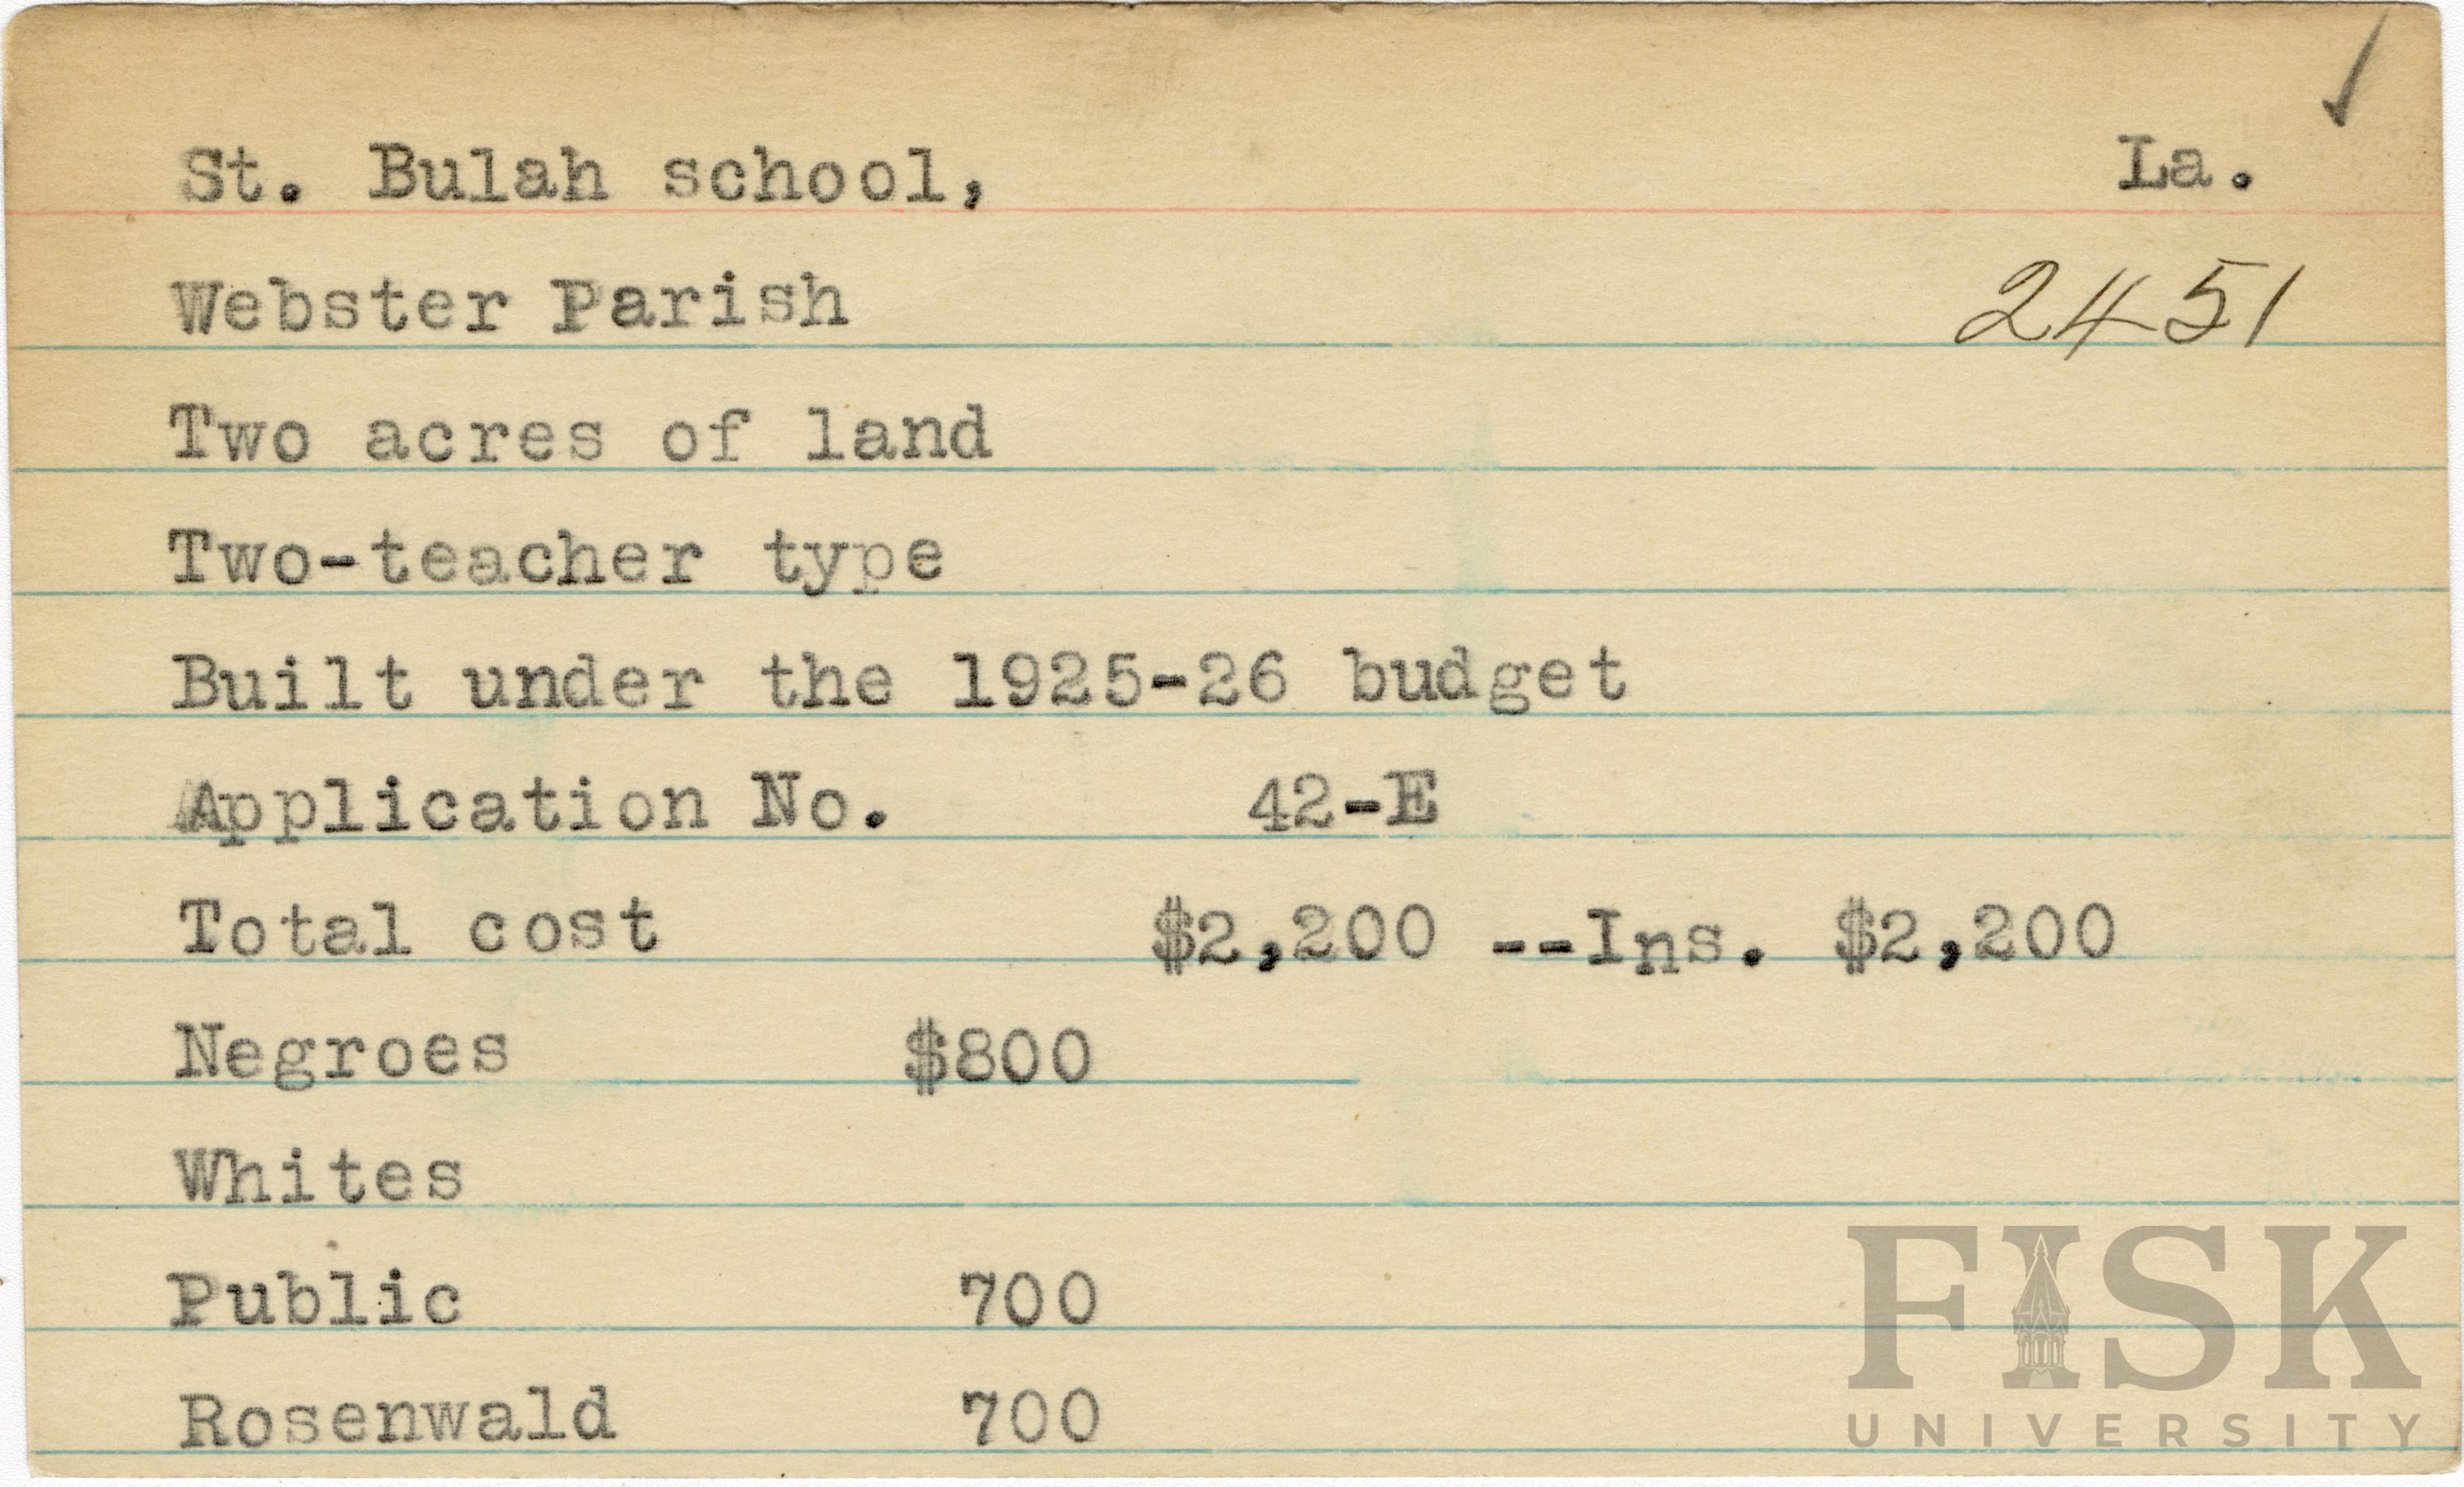 St. Bulah school, La.
Webster Parish 2451
Two acres of land
Two-teacher type
Built under the 1925-26 budget
Application No. 42-E
Total cost $2,200 --Ins. $2,200
Negroes $800
Whites
Public 700
Rosenwald 700
FISK
UNIVERSITY